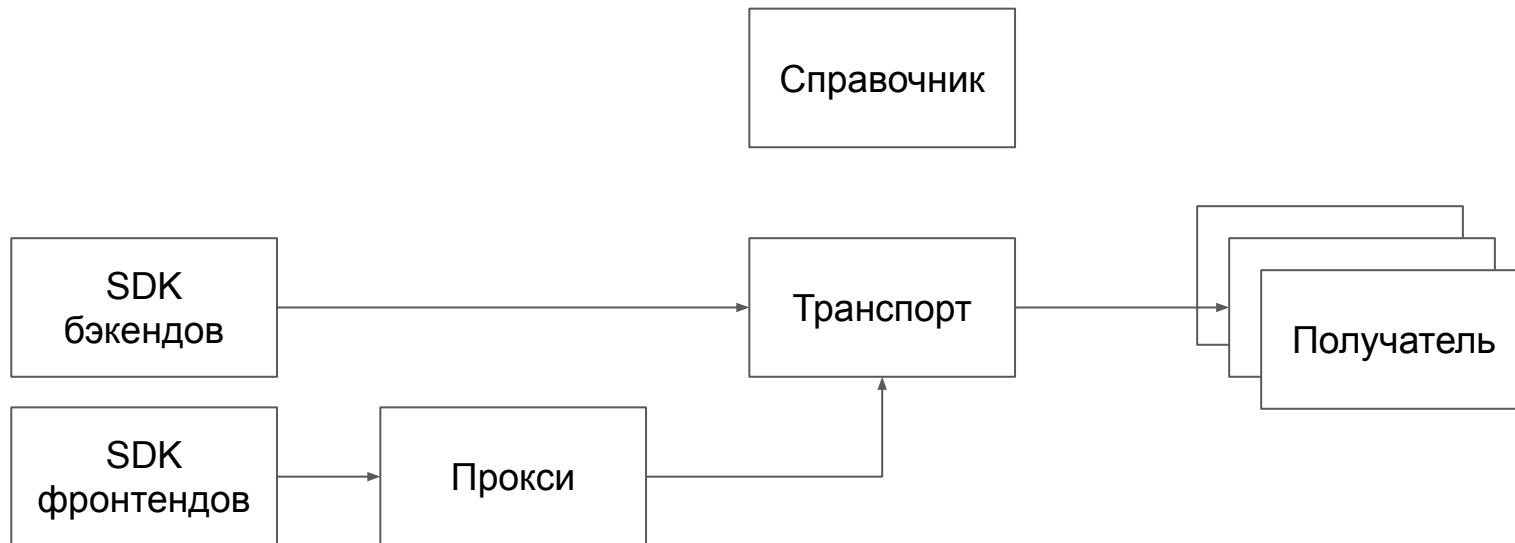 Справочник
SDK
бэкендов
Транспорт
Получатель
SDK
фронтендов
Прокси